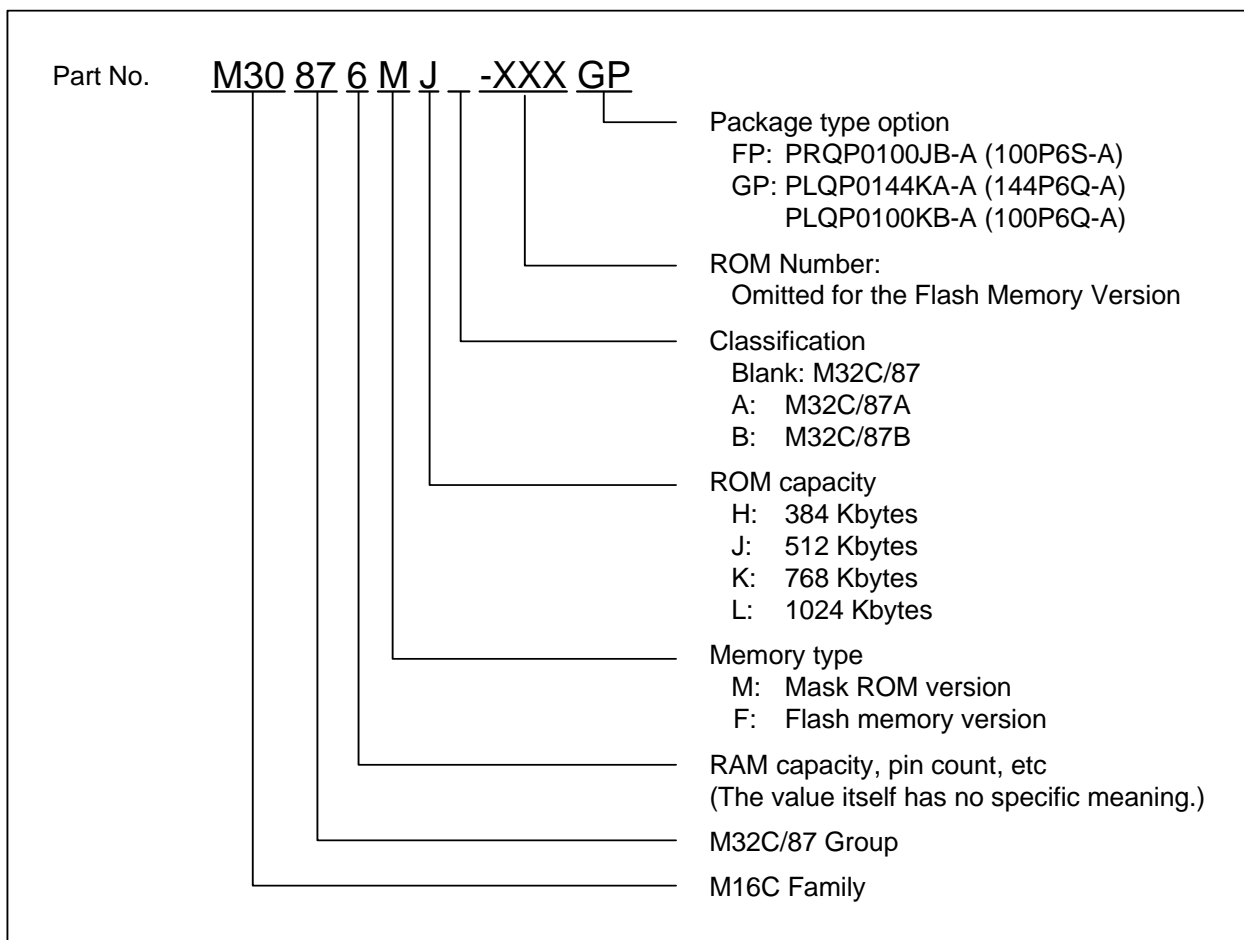 Part No. M30 87 6 M J _ -XXX GP
Package type option
FP: PRQP0100JB-A (100P6S-A)
GP: PLQP0144KA-A (144P6Q-A)
PLQP0100KB-A (100P6Q-A)
ROM Number:
Omitted for the Flash Memory Version
Classification
Blank: M32C/87
A: M32C/87A
B: M32C/87B
ROM capacity
H: 384 Kbytes
J: 512 Kbytes
K: 768 Kbytes
L: 1024 Kbytes
Memory type
M: Mask ROM version
F: Flash memory version
RAM capacity, pin count, etc
(The value itself has no specific meaning.)
M32C/87 Group
M16C Family